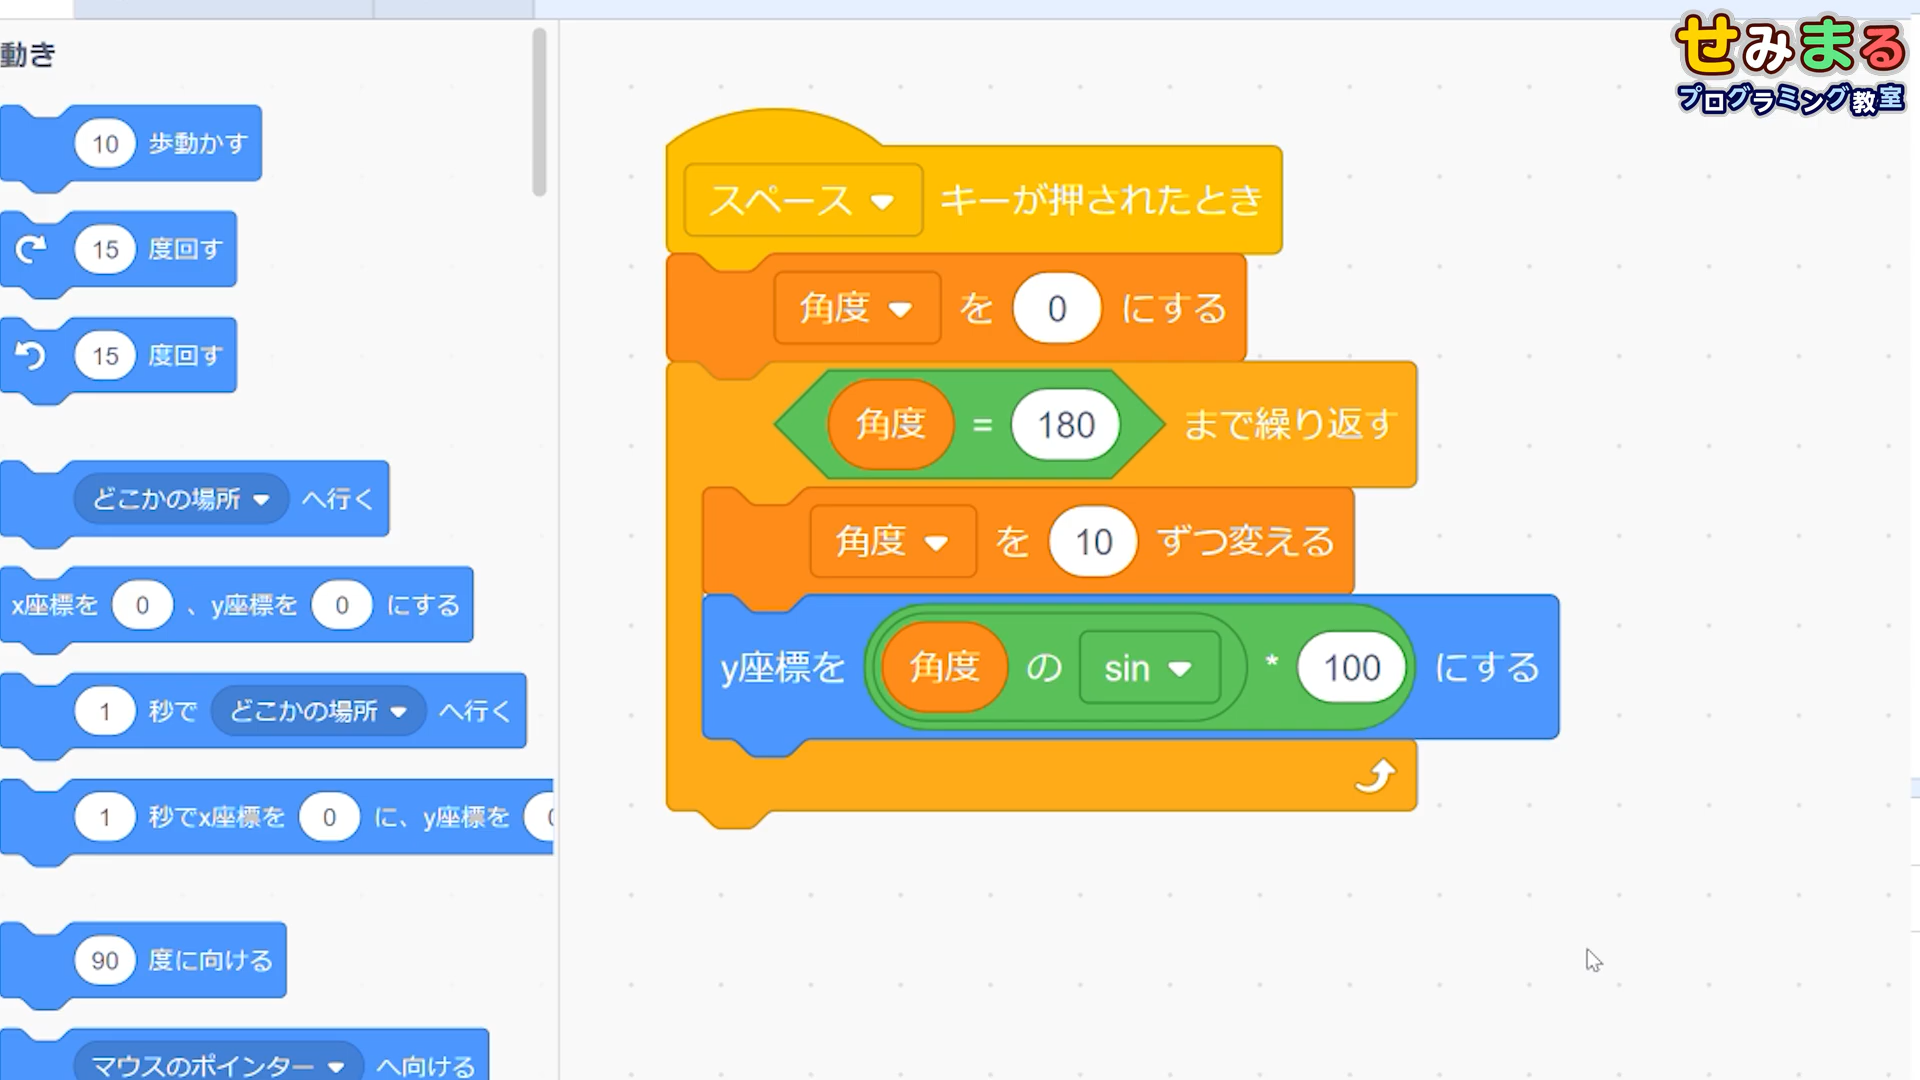 動き
10 歩動かす
15 度回す
15 度回す
どこかの場所 へ行く
x座標を 0 、y座標を 0 にする
1 秒で どこかの場所 へ行く
1 秒でx座標を 0 に、y座標を
90 度に向ける
マウスのポインター へ向ける
せみまる
プログラミング教室
スペース キーが押されたとき
角度 を 0 にする
角度 = 180 まで繰り返す
角度 を 10 ずつ変える
y座標を 角度 の sin * 100 にする